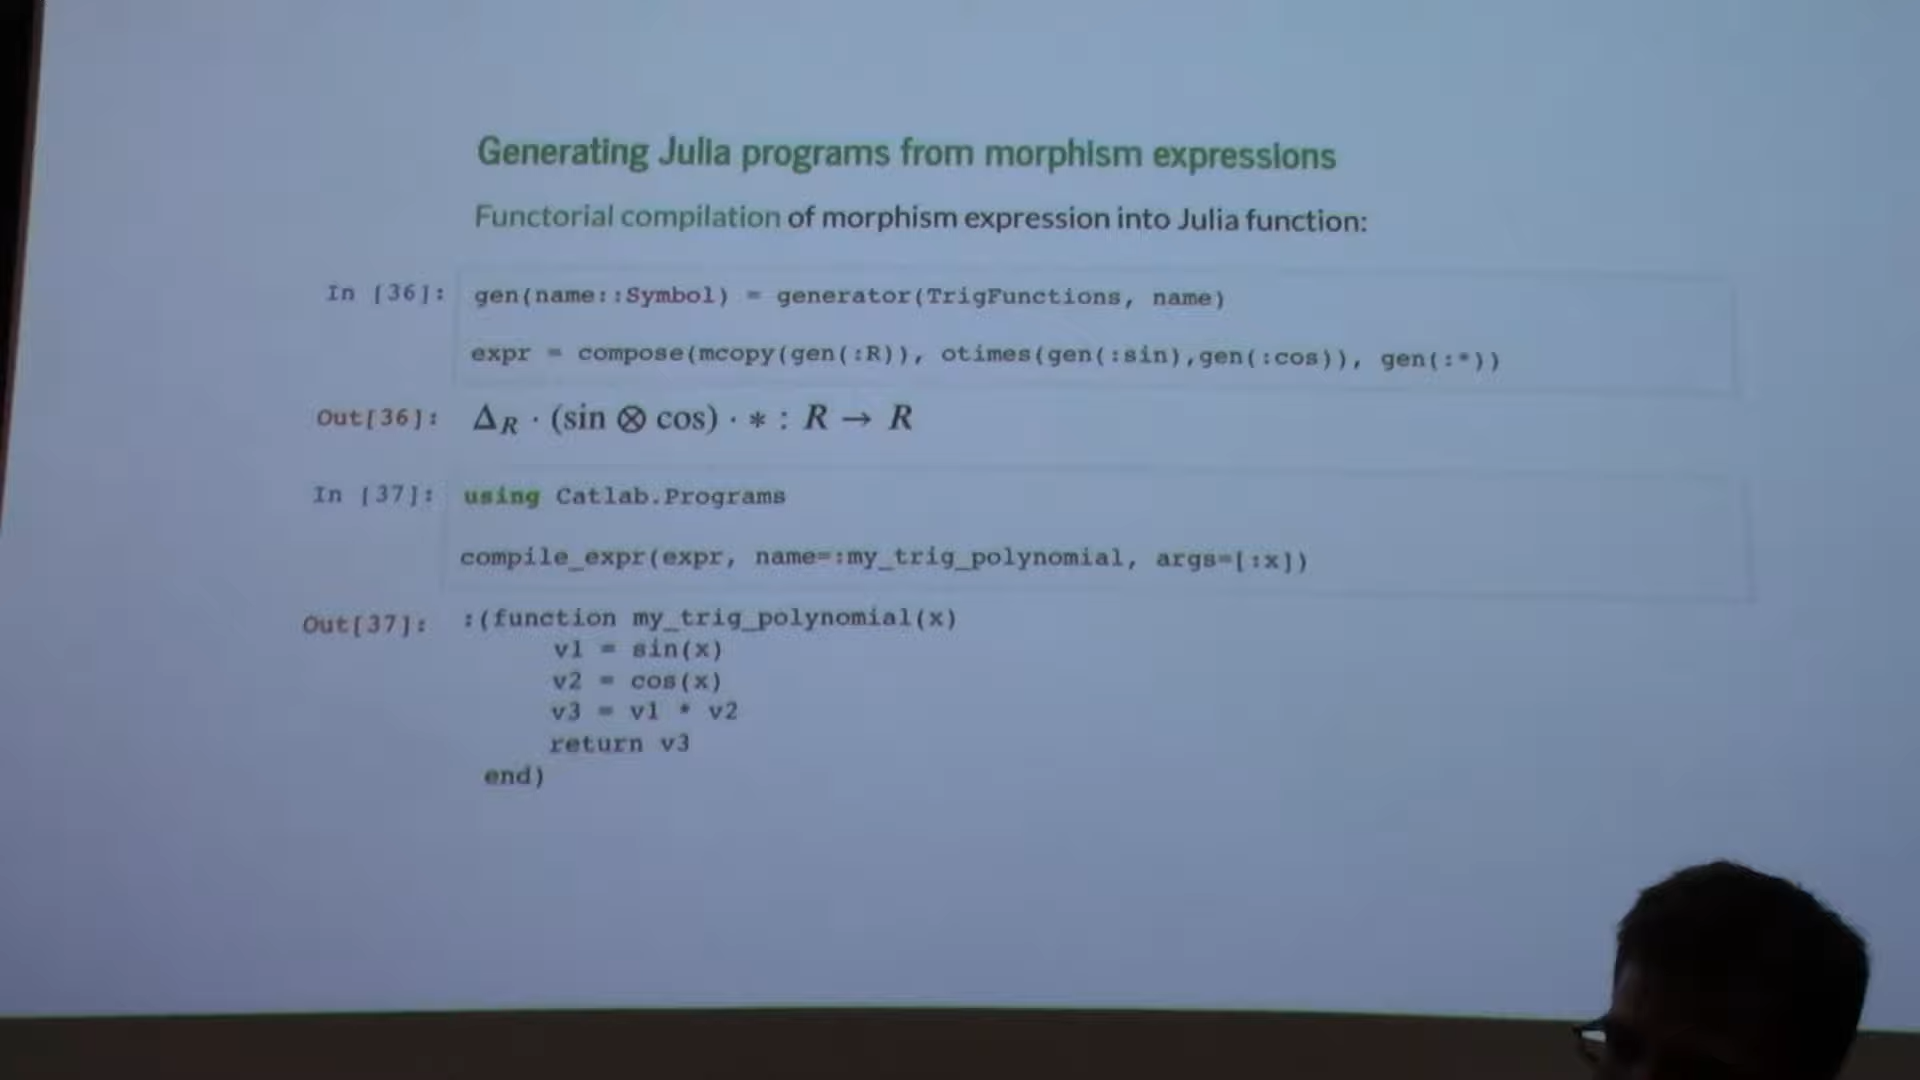 Generating Julia programs from morphism expressions
Functorial compilation of morphism expression into Julia function:
In [36]: gen(name::Symbol) = generator(TrigFunctions, name)
expr = compose(mcopy(gen(:R)), otimes(gen(:sin),gen(:cos)), gen(:*))
Out[36]: Δ_R · (sin ⊗ cos) · * : R → R
In [37]: using Catlab.Programs
compile_expr(expr, name=:my_trig_polynomial, args=[:x])
Out[37]: :(function my_trig_polynomial(x)
v1 = sin(x)
v2 = cos(x)
v3 = v1 * v2
return v3
end)